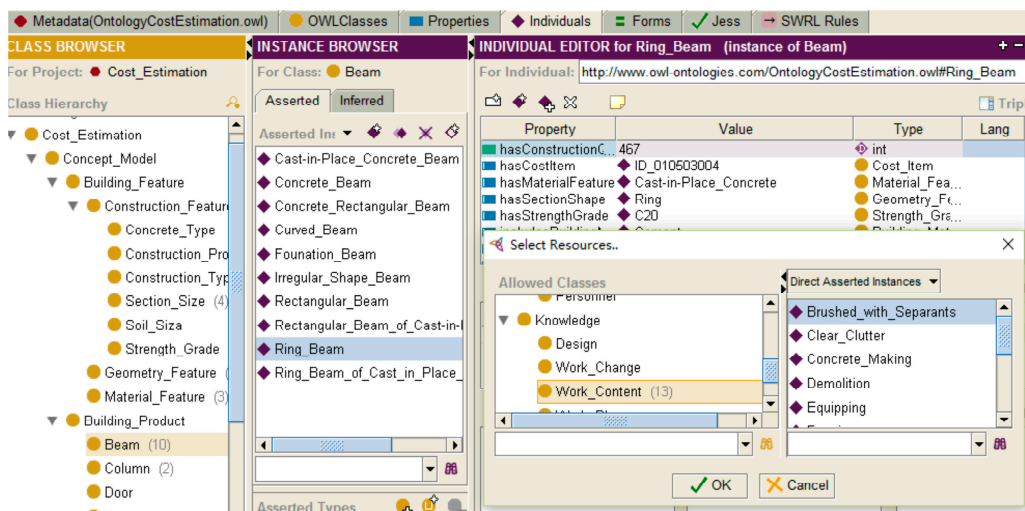 Metadata(OntologyCostEstimation.owl) OWLClasses Properties Individuals Forms Jess SWRL Rules
CLASS BROWSER
For Project: Cost_Estimation
Class Hierarchy
Cost_Estimation
Concept_Model
Building_Feature
Construction_Feature
Concrete_Type
Construction_Pro
Construction_Typ
Section_Size (4)
Soil_Siza
Strength_Grade
Geometry_Feature (
Material_Feature (3)
Building_Product
Beam (10)
Column (2)
Door
INSTANCE BROWSER
For Class: Beam
Asserted Inferred
Asserted In
Cast-in-Place_Concrete_Beam
Concrete_Beam
Concrete_Rectangular_Beam
Curved_Beam
Founation_Beam
Irregular_Shape_Beam
Rectangular_Beam
Rectangular_Beam_of_Cast-in-
Ring_Beam
Ring_Beam_of_Cast_in_Place_
Asserted Types
INDIVIDUAL EDITOR for Ring_Beam (instance of Beam)
For Individual: http://www.owl-ontologies.com/OntologyCostEstimation.owl#Ring_Beam
Trip
Property Value Type Lang
hasConstructionC... 467 int
hasCostItem ID_010503004 Cost_Item
hasMaterialFeature Cast-in-Place_Concrete Material_Fea...
hasSectionShape Ring Geometry_Fe...
hasStrengthGrade C20 Strength_Gra...
Select Resources..
Allowed Classes
Personnel
Knowledge
Design
Work_Change
Work_Content (13)
Direct Asserted Instances
Brushed_with_Separants
Clear_Clutter
Concrete_Making
Demolition
Equipping
OK Cancel